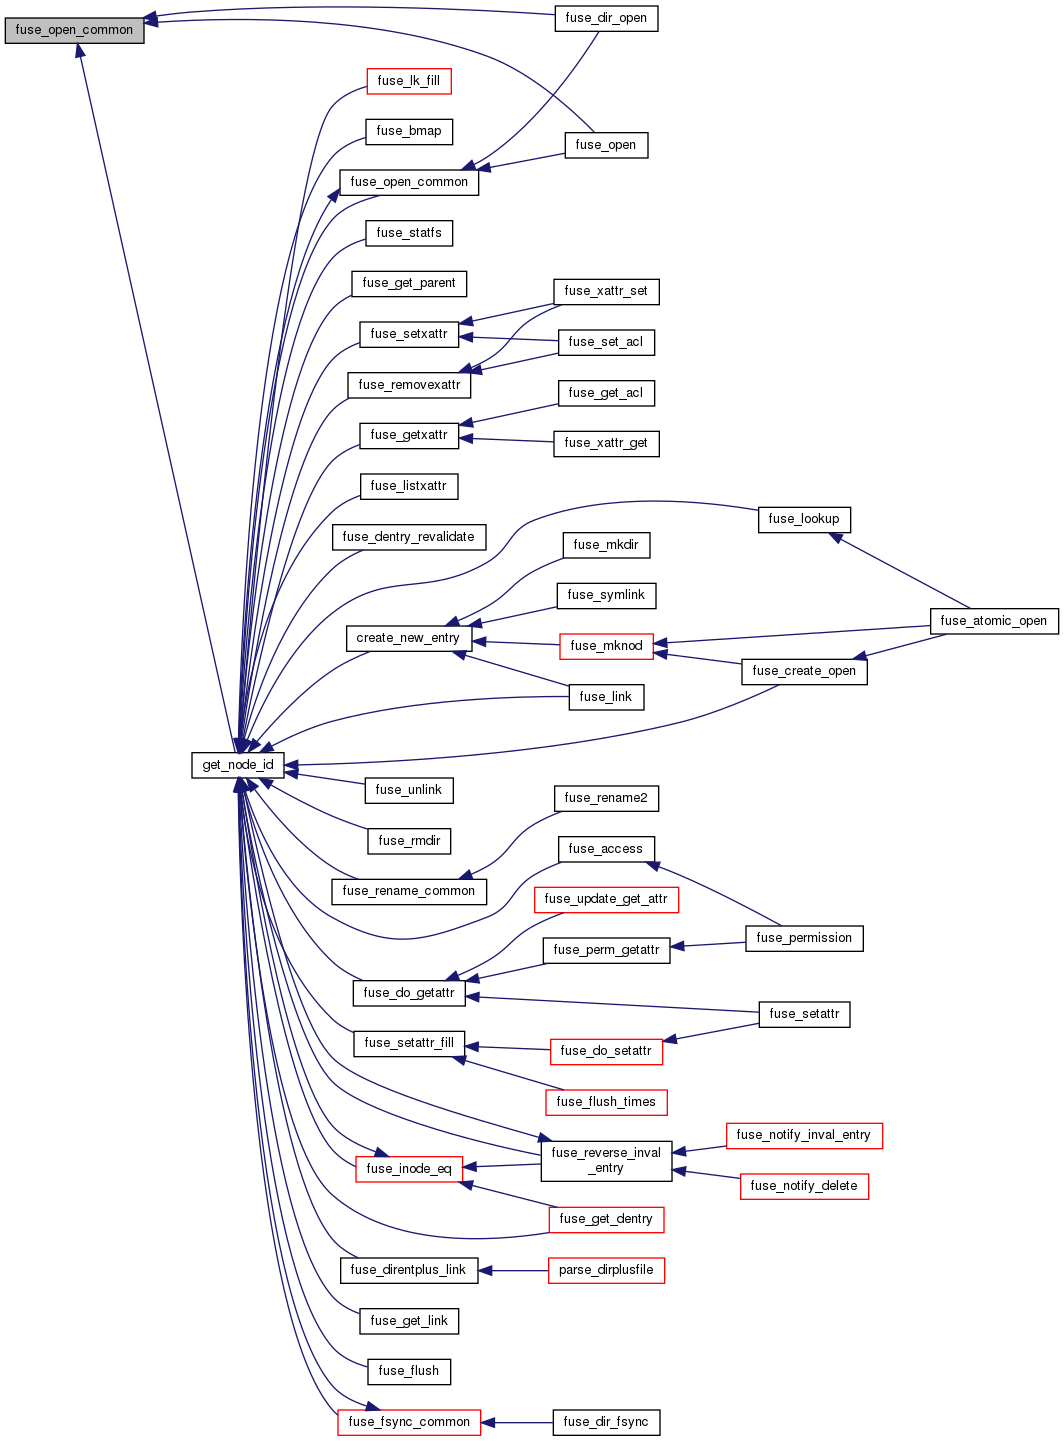 fuse_open_common
fuse_dir_open
fuse_lk_fill
fuse_bmap
fuse_open
fuse_open_common
fuse_statfs
fuse_get_parent
fuse_xattr_set
fuse_setxattr
fuse_set_acl
fuse_removexattr
fuse_get_acl
fuse_getxattr
fuse_xattr_get
fuse_listxattr
fuse_lookup
fuse_dentry_revalidate
fuse_mkdir
fuse_symlink
fuse_atomic_open
create_new_entry
fuse_mknod
fuse_create_open
fuse_link
get_node_id
fuse_unlink
fuse_rename2
fuse_rmdir
fuse_access
fuse_rename_common
fuse_update_get_attr
fuse_permission
fuse_perm_getattr
fuse_do_getattr
fuse_setattr
fuse_setattr_fill
fuse_do_setattr
fuse_flush_times
fuse_notify_inval_entry
fuse_reverse_inval
_entry
fuse_inode_eq
fuse_notify_delete
fuse_get_dentry
fuse_direntplus_link
parse_dirplusfile
fuse_get_link
fuse_flush
fuse_fsync_common
fuse_dir_fsync